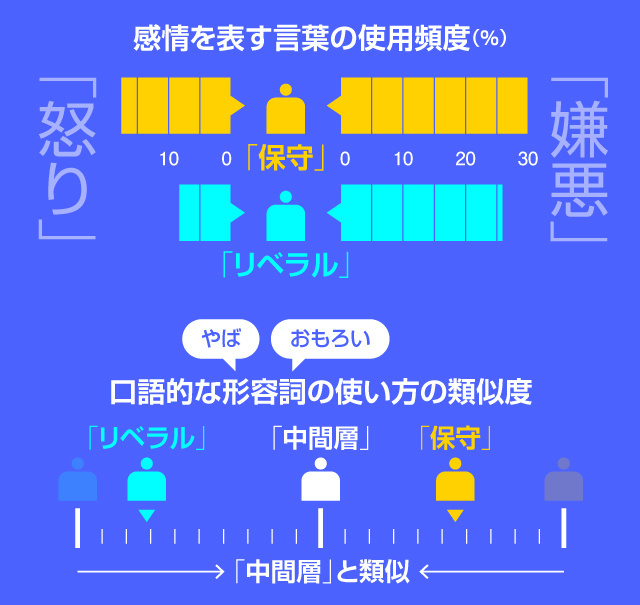 感情を表す言葉の使用頻度(%)
「怒り」
「嫌悪」
10 0 「保守」 0 10 20 30
「リベラル」
やば おもろい
口語的な形容詞の使い方の類似度
「リベラル」 「中間層」 「保守」
「中間層」と類似